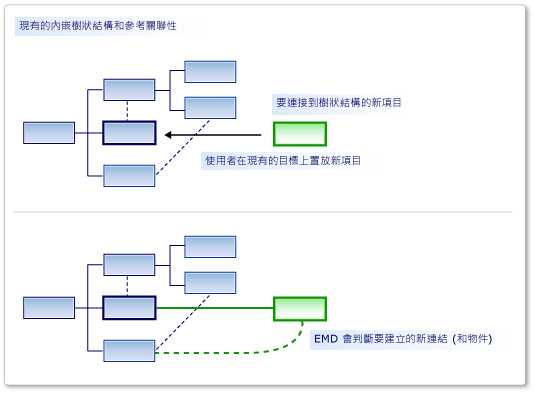 現有的內嵌樹狀結構和參考關聯性
要連接到樹狀結構的新項目
使用者在現有的目標上置放新項目
EMD 會判斷要建立的新連結 (和物件)